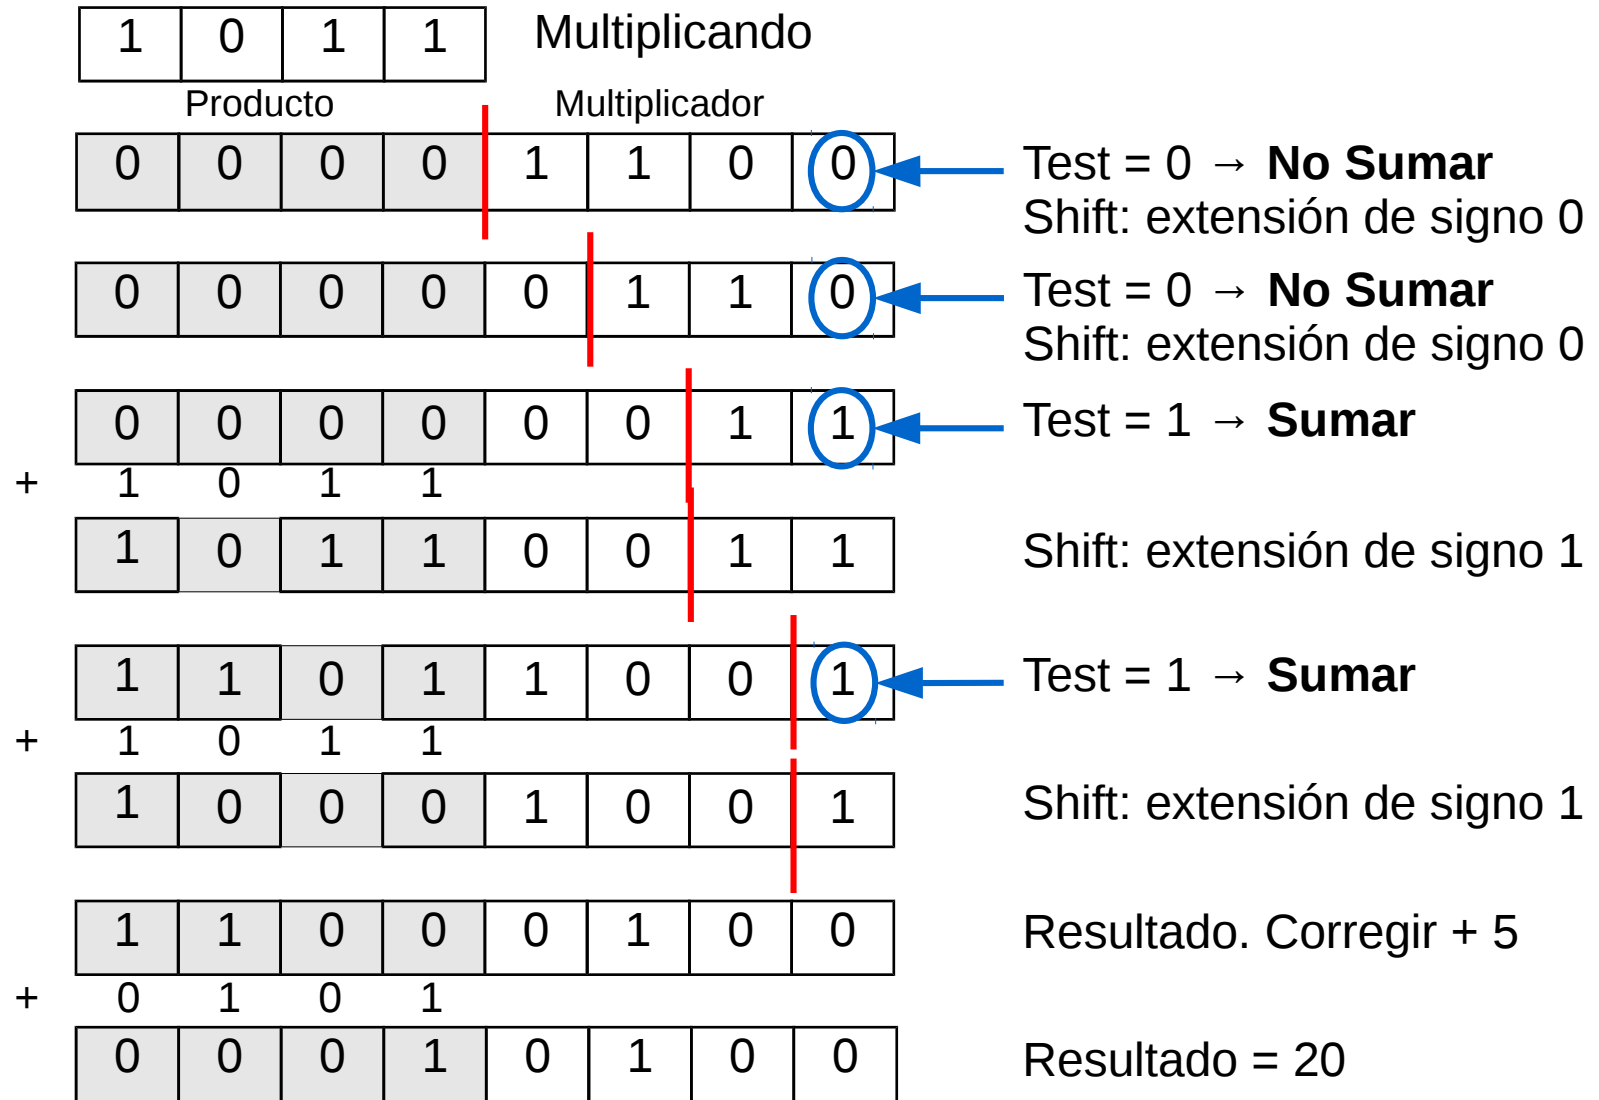 1 0 1 1 Multiplicando
Producto Multiplicador
0 0 0 0 1 1 0 0 Test = 0 → No Sumar
Shift: extensión de signo 0
0 0 0 0 0 1 1 0 Test = 0 → No Sumar
Shift: extensión de signo 0
0 0 0 0 0 0 1 1 Test = 1 → Sumar
+ 1 0 1 1
1 0 1 1 0 0 1 1 Shift: extensión de signo 1
1 1 0 1 1 0 0 1 Test = 1 → Sumar
+ 1 0 1 1
1 0 0 0 1 0 0 1 Shift: extensión de signo 1
1 1 0 0 0 1 0 0 Resultado. Corregir + 5
+ 0 1 0 1
0 0 0 1 0 1 0 0 Resultado = 20